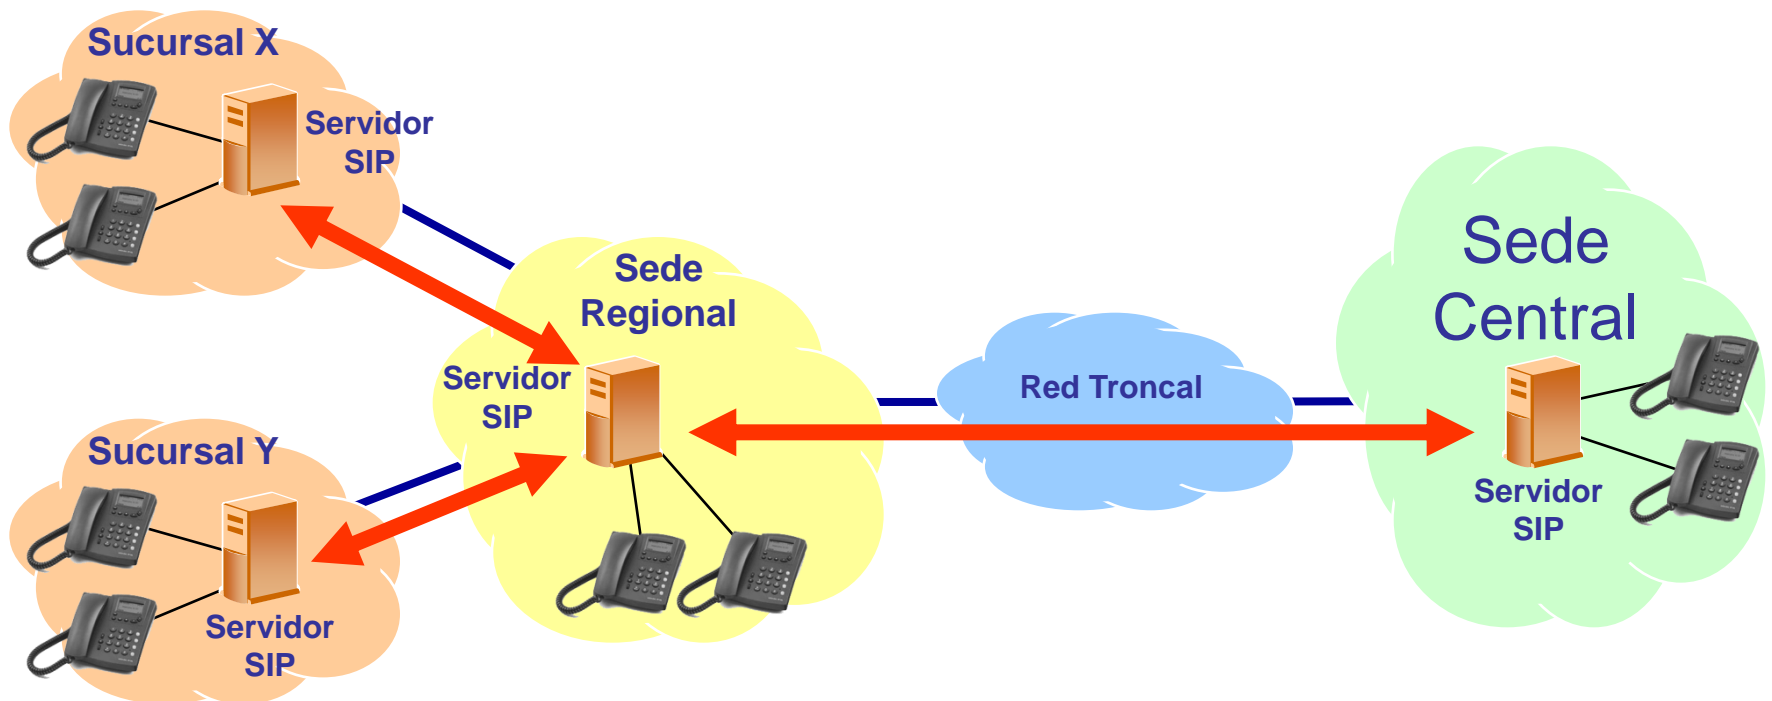 Sucursal X
Servidor
SIP
Sede
Regional
Servidor
SIP
Red Troncal
Sede
Central
Servidor
SIP
Sucursal Y
Servidor
SIP